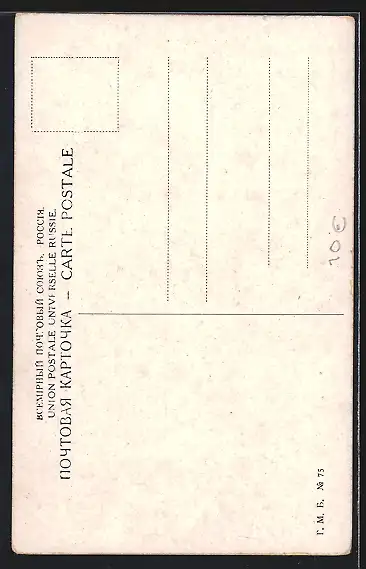 ВСЕМІРНЫЙ ПОЧТОВЫЙ СОЮЗЪ. РОССІЯ.
UNION POSTALE UNIVERSELLE RUSSIE.
ПОЧТОВАЯ КАРТОЧКА — CARTE POSTALE
10€
Г. М. Б. № 75